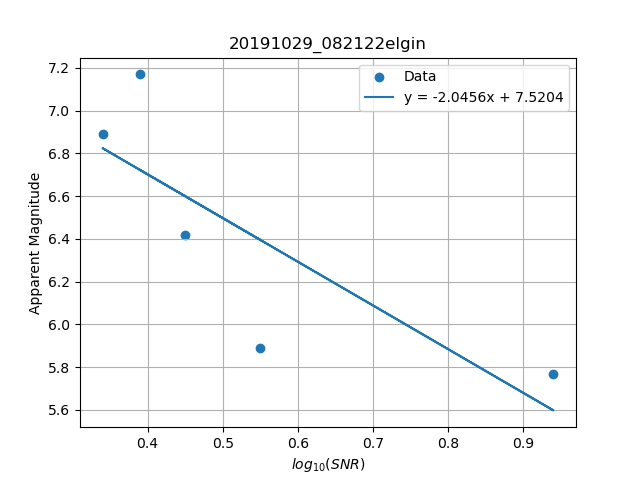 20191029_082122elgin
Data
y = -2.0456x + 7.5204
Apparent Magnitude
7.2
7.0
6.8
6.6
6.4
6.2
6.0
5.8
5.6
0.4 0.5 0.6 0.7 0.8 0.9
log₁₀(SNR)